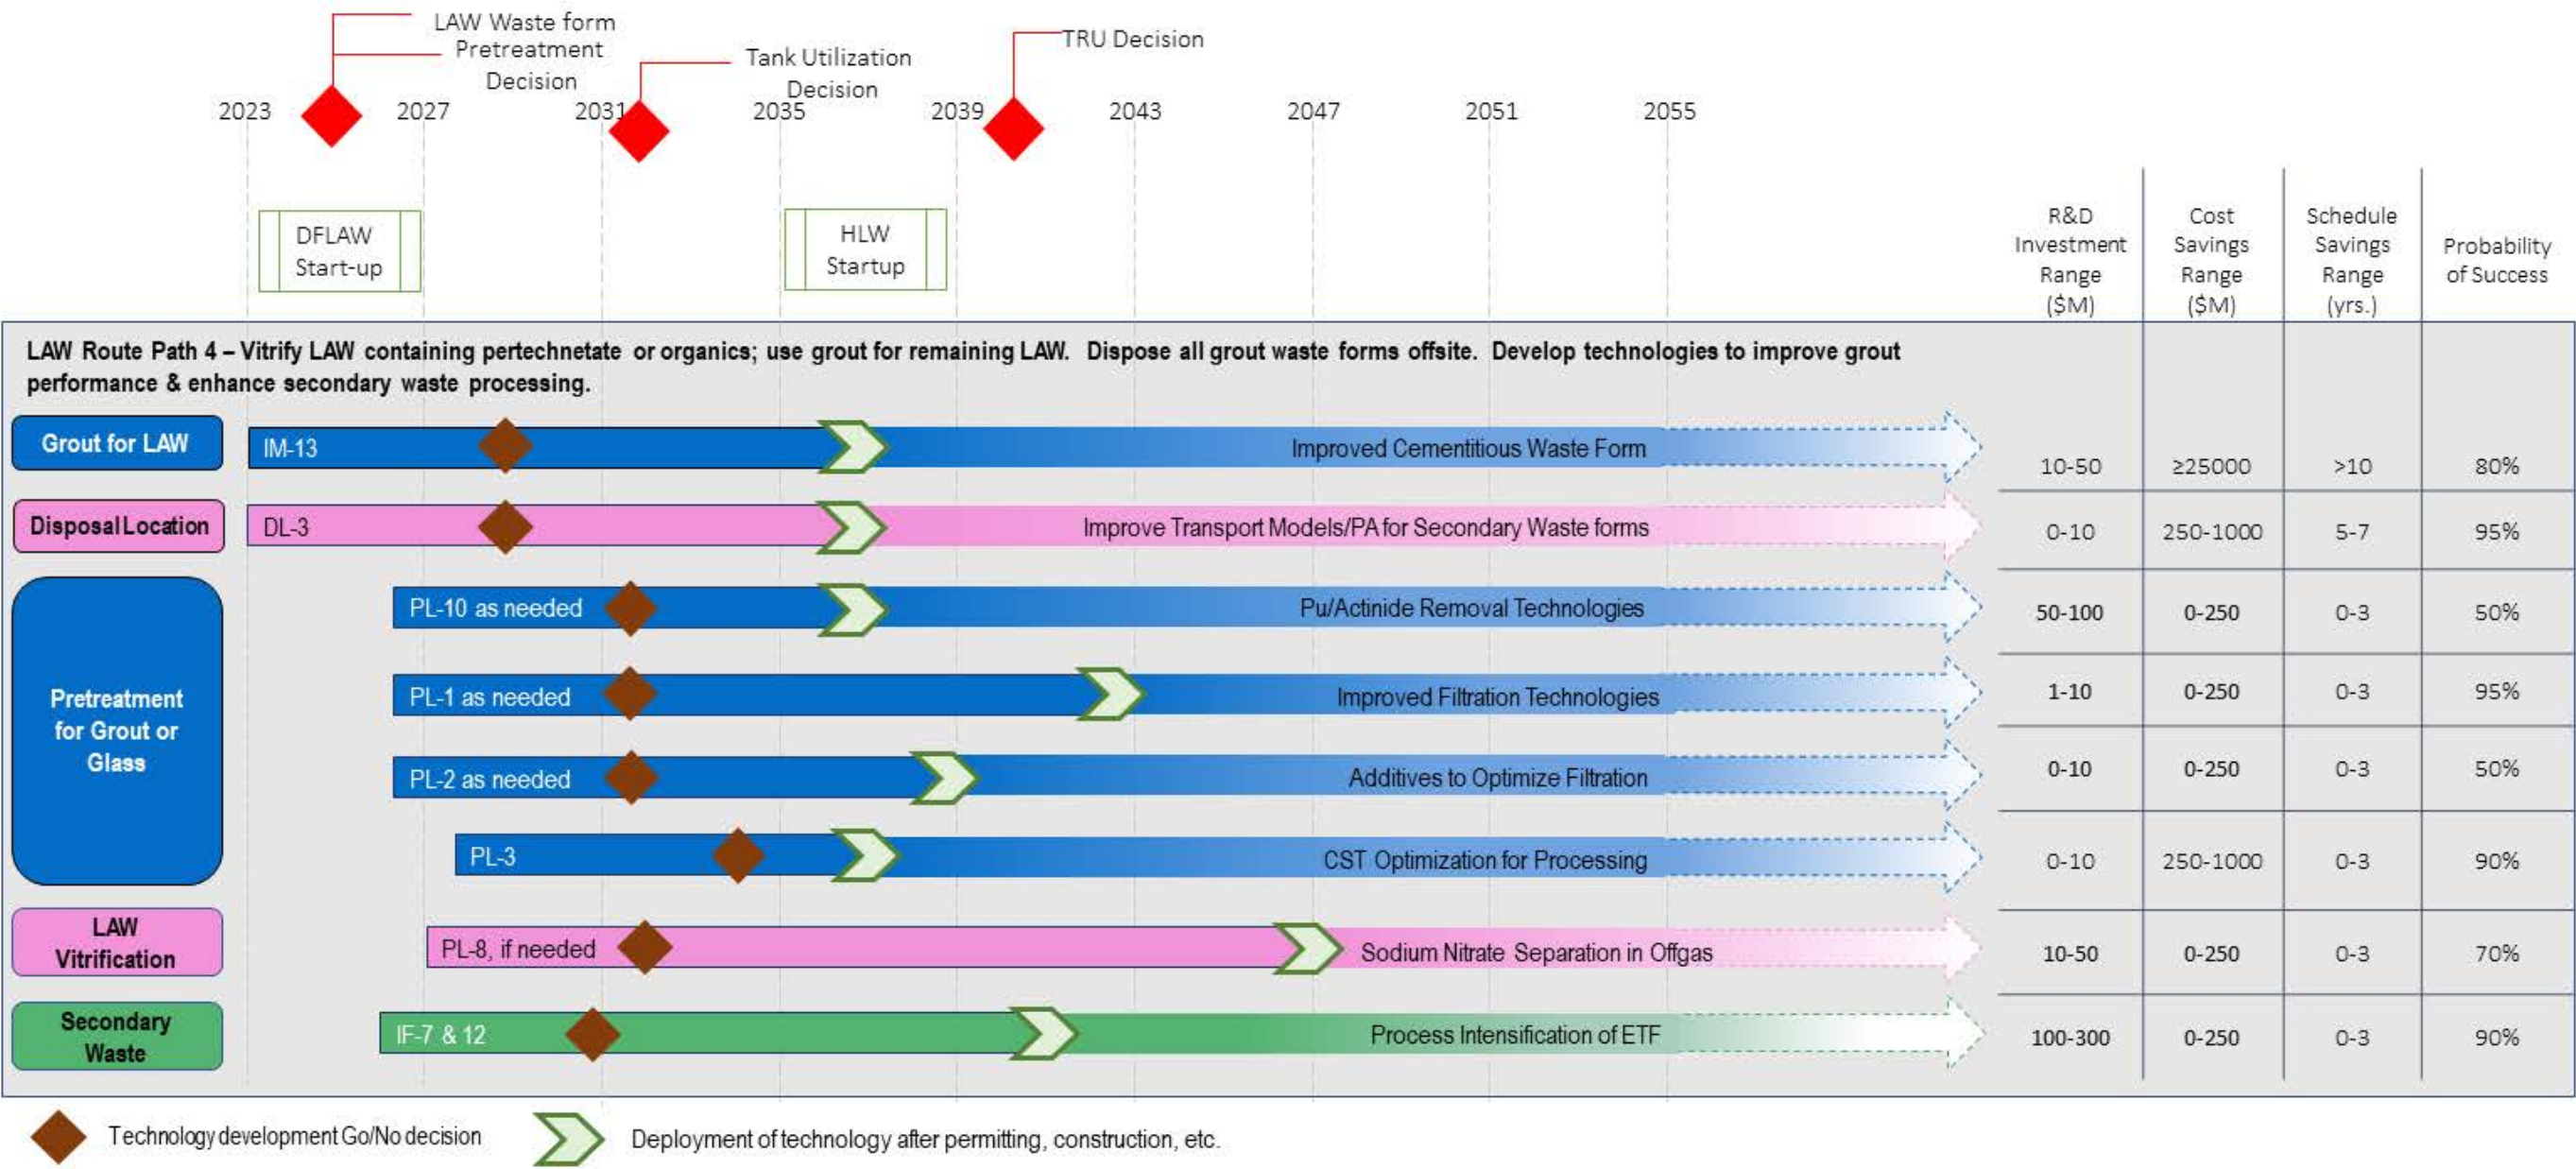 LAW Waste form
Pretreatment
Decision
Tank Utilization
Decision
TRU Decision
2023
2027
2031
2035
2039
2043
2047
2051
2055
DFLAW
Start-up
HLW
Startup
R&D
Investment
Range
($M)
Cost
Savings
Range
($M)
Schedule
Savings
Range
(yrs.)
Probability
of Success
LAW Route Path 4 – Vitrify LAW containing pertechnetate or organics; use grout for remaining LAW. Dispose all grout waste forms offsite. Develop technologies to improve grout
performance & enhance secondary waste processing.
Grout for LAW
IM-13
Improved Cementitious Waste Form
10-50
≥25000
>10
80%
Disposal Location
DL-3
Improve Transport Models/PA for Secondary Waste forms
0-10
250-1000
5-7
95%
Pretreatment
for Grout or
Glass
PL-10 as needed
Pu/Actinide Removal Technologies
50-100
0-250
0-3
50%
PL-1 as needed
Improved Filtration Technologies
1-10
0-250
0-3
95%
PL-2 as needed
Additives to Optimize Filtration
0-10
0-250
0-3
50%
PL-3
CST Optimization for Processing
0-10
250-1000
0-3
90%
LAW
Vitrification
PL-8, if needed
Sodium Nitrate Separation in Offgas
10-50
0-250
0-3
70%
Secondary
Waste
IF-7 & 12
Process Intensification of ETF
100-300
0-250
0-3
90%
Technology development Go/No decision
Deployment of technology after permitting, construction, etc.